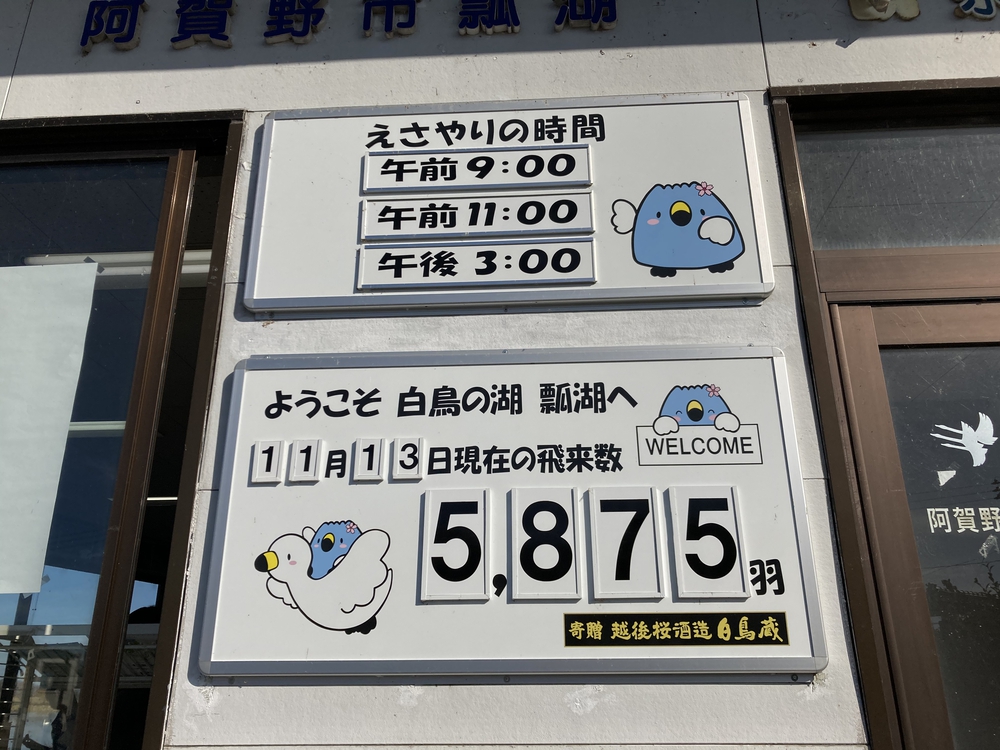 阿賀野市瓢湖
えさやりの時間
午前 9:00
午前 11:00
午後 3:00
ようこそ 白鳥の湖 瓢湖へ
WELCOME
11月13日現在の飛来数
5,875羽
寄贈 越後桜酒造 白鳥蔵
阿賀野